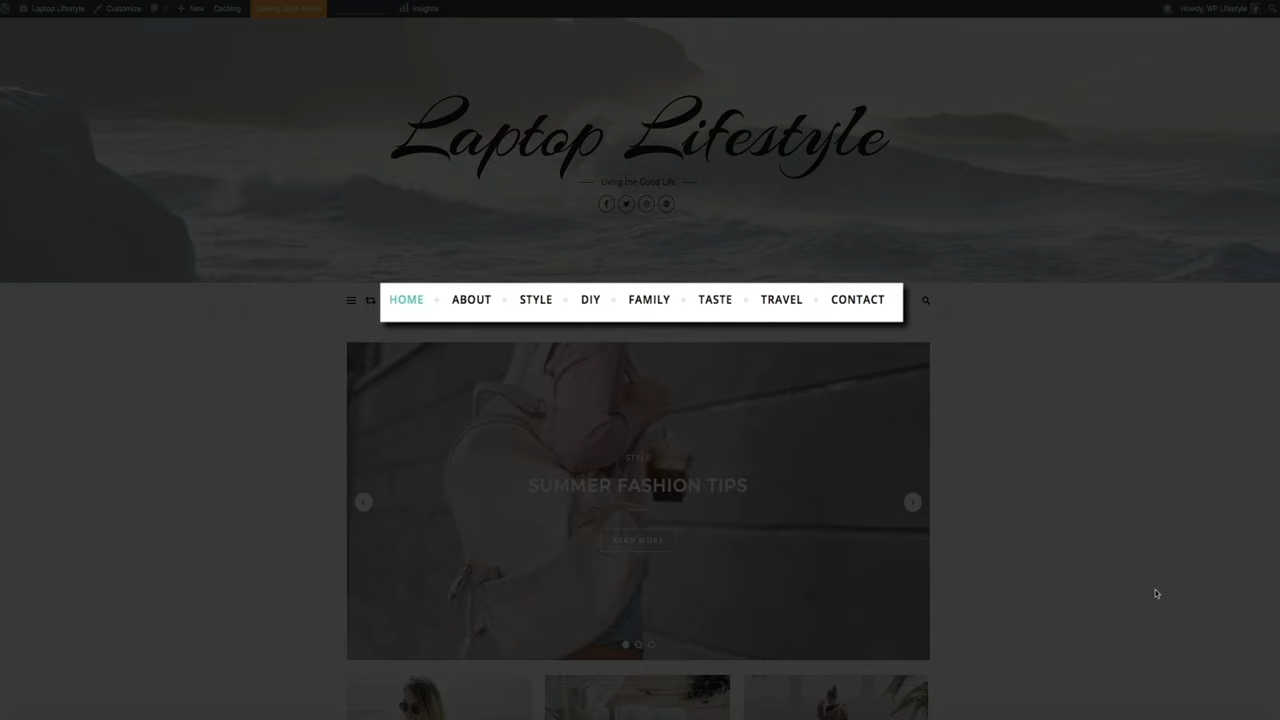 Laptop Lifestyle Customize + New Caching Insights Howdy, WP Lifestyle
Laptop Lifestyle
Living the Good Life
HOME ABOUT STYLE DIY FAMILY TASTE TRAVEL CONTACT
STYLE
SUMMER FASHION TIPS
READ MORE